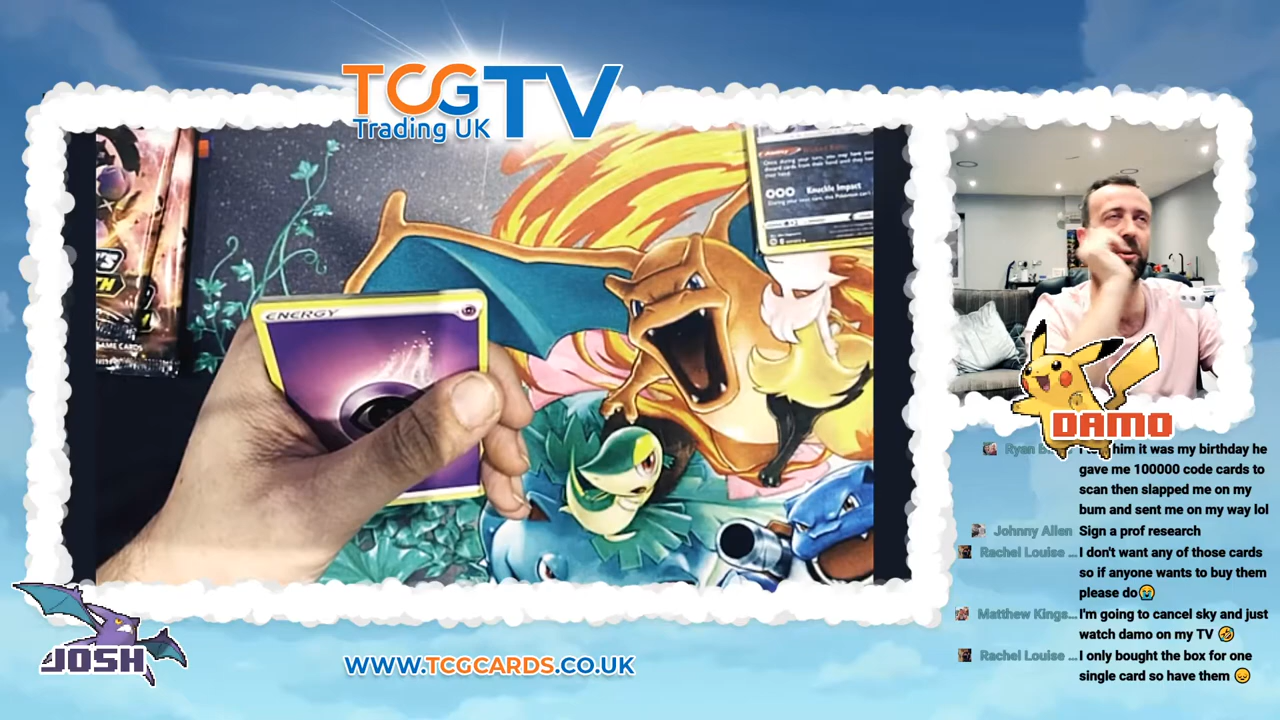 TCG TV
Trading UK
Knuckle Impact
ENERGY
GAME CARDS
DAMO
him it was my birthday he
gave me 100000 code cards to
scan then slapped me on my
bum and sent me on my way lol
Johnny Allen Sign a prof research
Rachel Louise ... I don't want any of those cards
so if anyone wants to buy them
please do😭
Matthew Kings... I'm going to cancel sky and just
watch damo on my TV 🤣
Rachel Louise ... I only bought the box for one
single card so have them 😞
JOSH
WWW.TCGCARDS.CO.UK